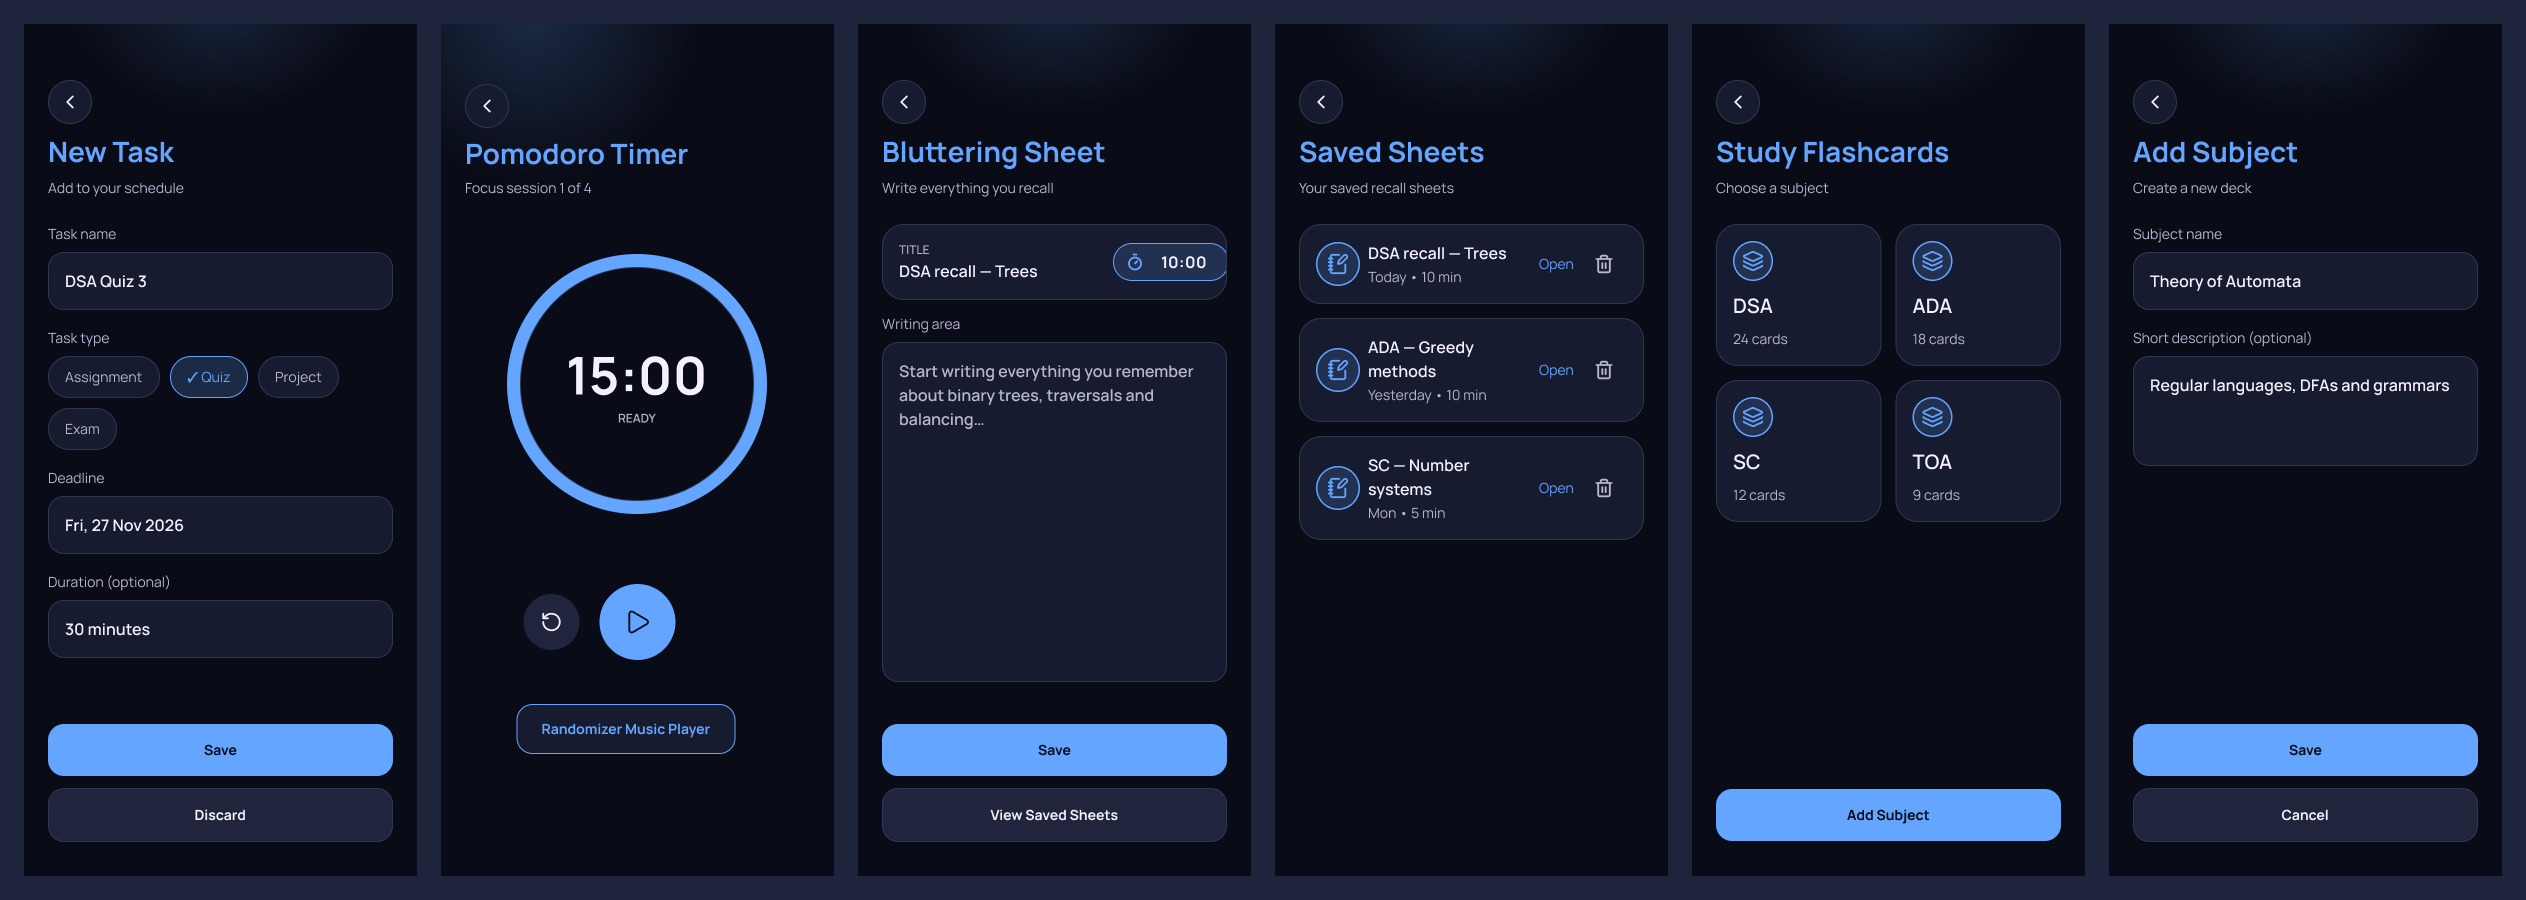 New Task
Add to your schedule
Task name
DSA Quiz 3
Task type
Assignment
✓ Quiz
Project
Exam
Deadline
Fri, 27 Nov 2026
Duration (optional)
30 minutes
Save
Discard
Pomodoro Timer
Focus session 1 of 4
15:00
READY
Randomizer Music Player
Bluttering Sheet
Write everything you recall
TITLE
DSA recall — Trees
10:00
Writing area
Start writing everything you remember
about binary trees, traversals and
balancing...
Save
View Saved Sheets
Saved Sheets
Your saved recall sheets
DSA recall — Trees
Today • 10 min
Open
ADA — Greedy
methods
Yesterday • 10 min
Open
SC — Number
systems
Mon • 5 min
Open
Study Flashcards
Choose a subject
DSA
24 cards
ADA
18 cards
SC
12 cards
TOA
9 cards
Add Subject
Add Subject
Create a new deck
Subject name
Theory of Automata
Short description (optional)
Regular languages, DFAs and grammars
Save
Cancel